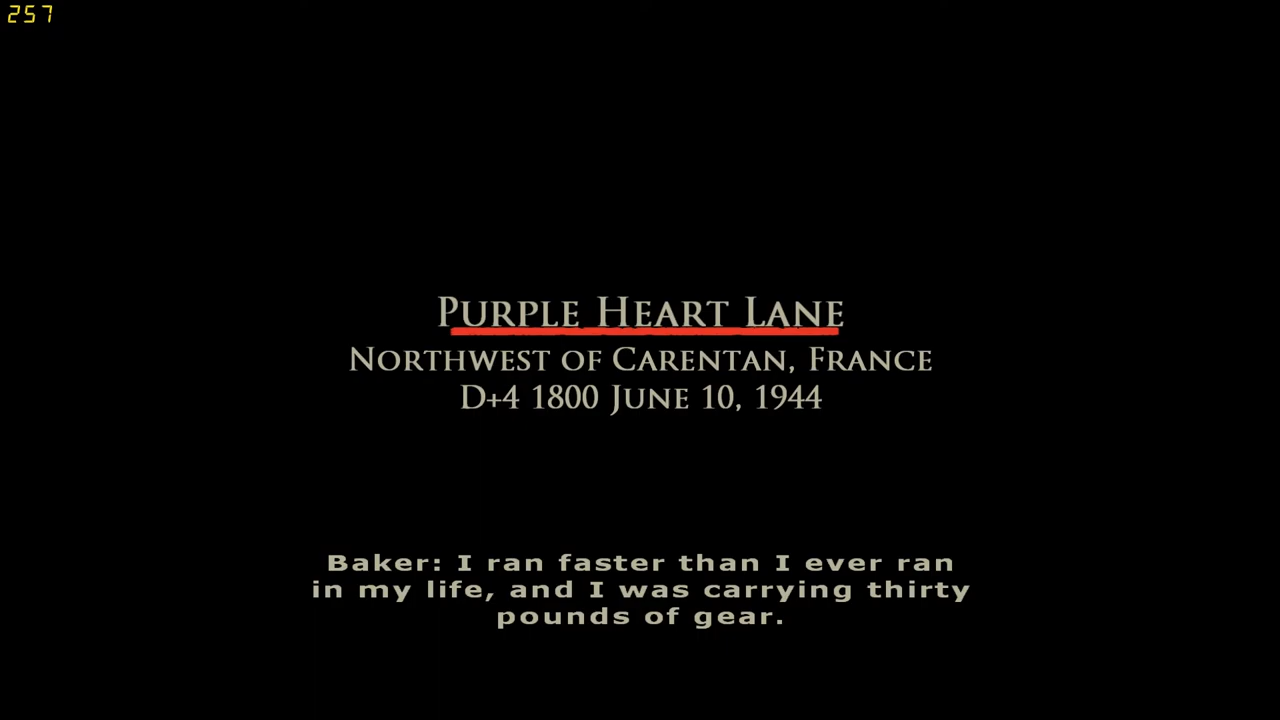 257
Purple Heart Lane
Northwest of Carentan, France
D+4 1800 June 10, 1944
Baker: I ran faster than I ever ran
in my life, and I was carrying thirty
pounds of gear.